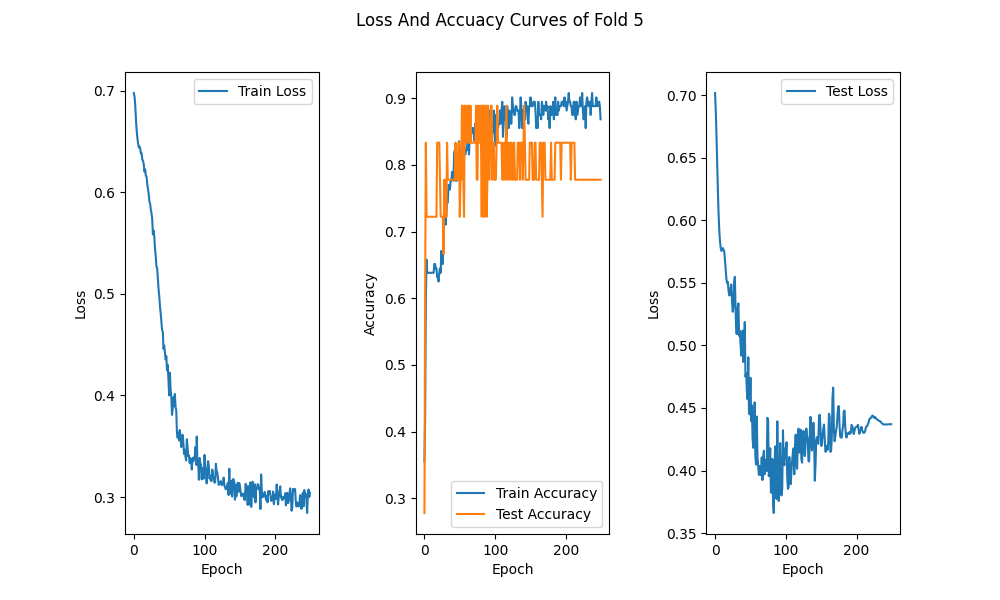 Loss And Accuacy Curves of Fold 5
Loss
0.7
0.6
0.5
0.4
0.3
0 100 200
Epoch
Train Loss
Accuracy
0.9
0.8
0.7
0.6
0.5
0.4
0.3
0 100 200
Epoch
Train Accuracy
Test Accuracy
Loss
0.70
0.65
0.60
0.55
0.50
0.45
0.40
0.35
0 100 200
Epoch
Test Loss